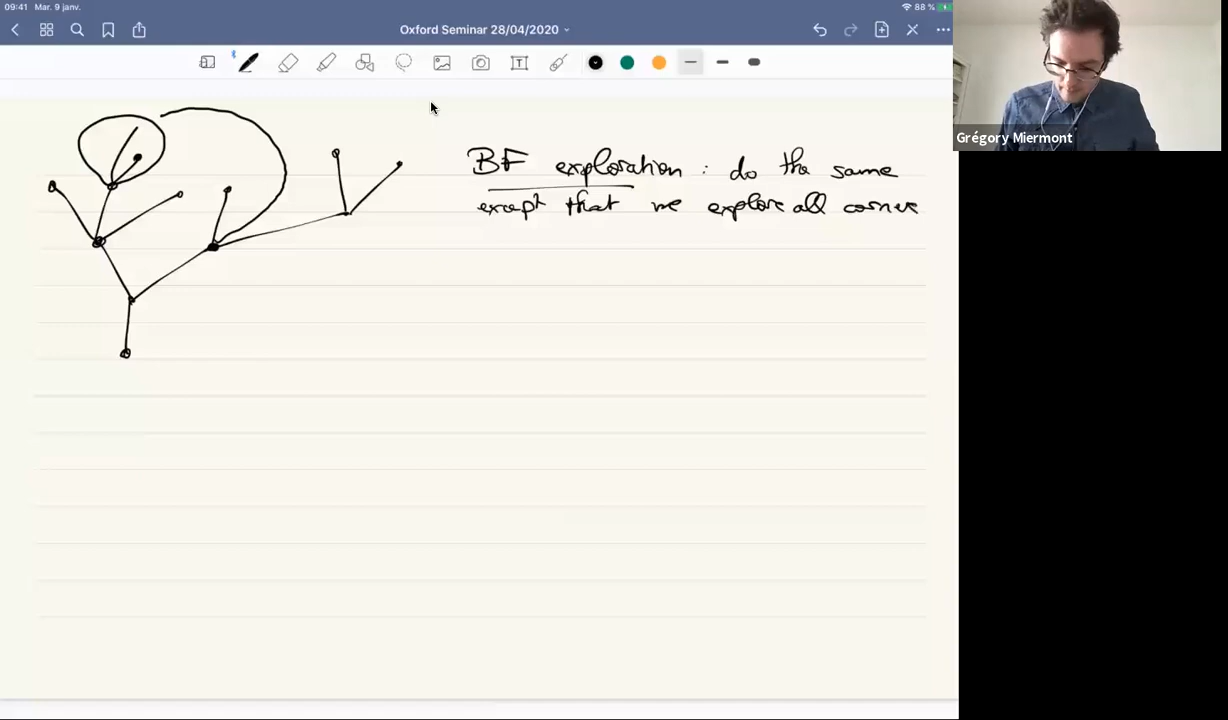 09:41 Mar. 9 janv.
88 %
Oxford Seminar 28/04/2020
Grégory Miermont
BF exploration : do the same
except that we explore all corners